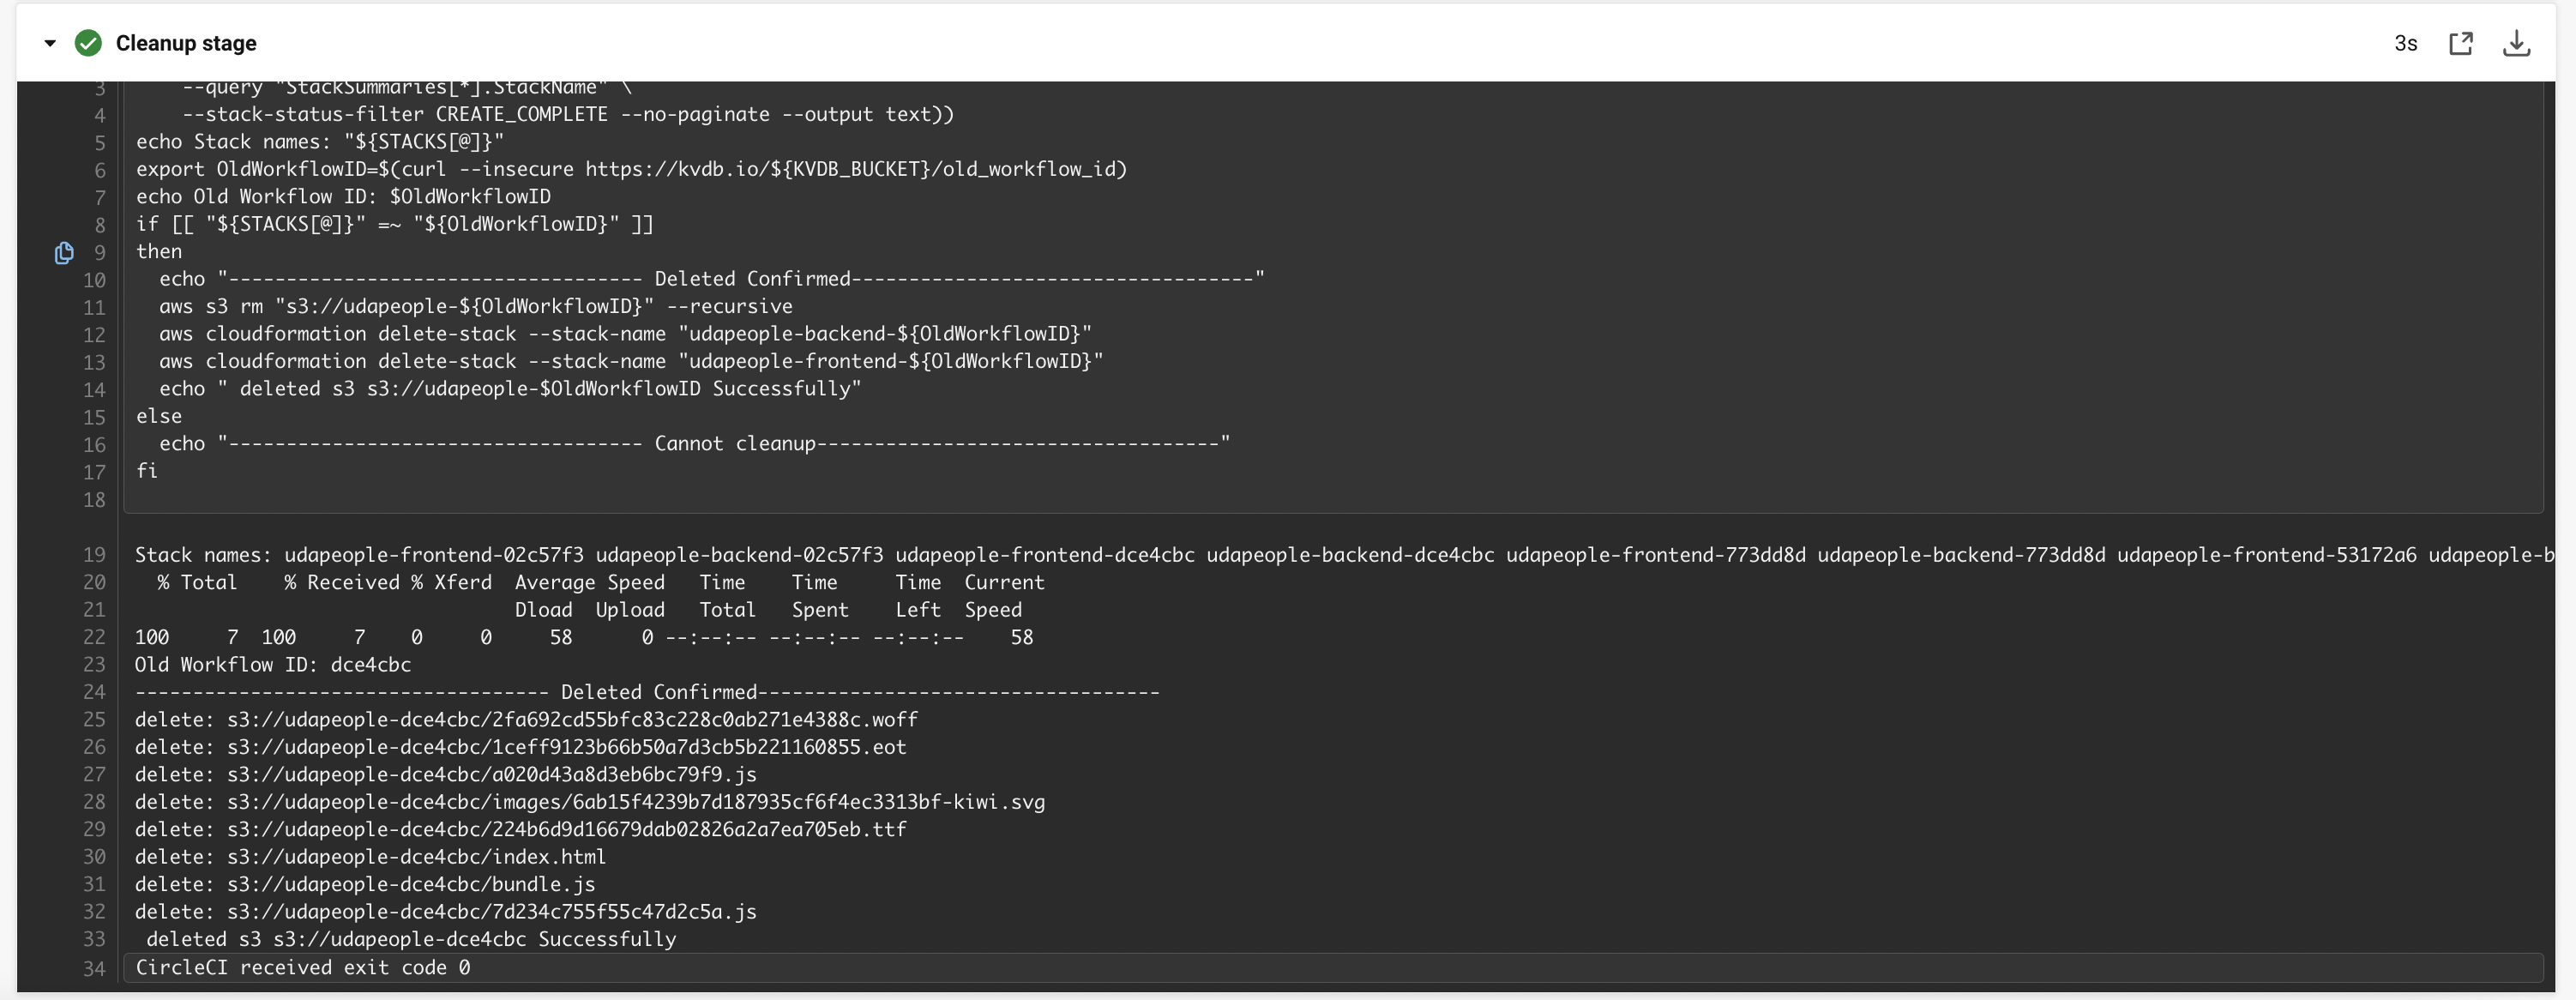 Cleanup stage
3s
3 --query "StackSummaries[*].StackName" \
4 --stack-status-filter CREATE_COMPLETE --no-paginate --output text))
5 echo Stack names: "${STACKS[@]}"
6 export OldWorkflowID=$(curl --insecure https://kvdb.io/${KVDB_BUCKET}/old_workflow_id)
7 echo Old Workflow ID: $OldWorkflowID
8 if [[ "${STACKS[@]}" =~ "${OldWorkflowID}" ]]
9 then
10 echo "------------------------------------ Deleted Confirmed-----------------------------------"
11 aws s3 rm "s3://udapeople-${OldWorkflowID}" --recursive
12 aws cloudformation delete-stack --stack-name "udapeople-backend-${OldWorkflowID}"
13 aws cloudformation delete-stack --stack-name "udapeople-frontend-${OldWorkflowID}"
14 echo " deleted s3 s3://udapeople-$OldWorkflowID Successfully"
15 else
16 echo "------------------------------------ Cannot cleanup-----------------------------------"
17 fi
18
19 Stack names: udapeople-frontend-02c57f3 udapeople-backend-02c57f3 udapeople-frontend-dce4cbc udapeople-backend-dce4cbc udapeople-frontend-773dd8d udapeople-backend-773dd8d udapeople-frontend-53172a6 udapeople-b
20 % Total % Received % Xferd Average Speed Time Time Time Current
21 Dload Upload Total Spent Left Speed
22 100 7 100 7 0 0 58 0 --:--:-- --:--:-- --:--:-- 58
23 Old Workflow ID: dce4cbc
24 ------------------------------------ Deleted Confirmed-----------------------------------
25 delete: s3://udapeople-dce4cbc/2fa692cd55bfc83c228c0ab271e4388c.woff
26 delete: s3://udapeople-dce4cbc/1ceff9123b66b50a7d3cb5b221160855.eot
27 delete: s3://udapeople-dce4cbc/a020d43a8d3eb6bc79f9.js
28 delete: s3://udapeople-dce4cbc/images/6ab15f4239b7d187935cf6f4ec3313bf-kiwi.svg
29 delete: s3://udapeople-dce4cbc/224b6d9d16679dab02826a2a7ea705eb.ttf
30 delete: s3://udapeople-dce4cbc/index.html
31 delete: s3://udapeople-dce4cbc/bundle.js
32 delete: s3://udapeople-dce4cbc/7d234c755f55c47d2c5a.js
33 deleted s3 s3://udapeople-dce4cbc Successfully
34 CircleCI received exit code 0